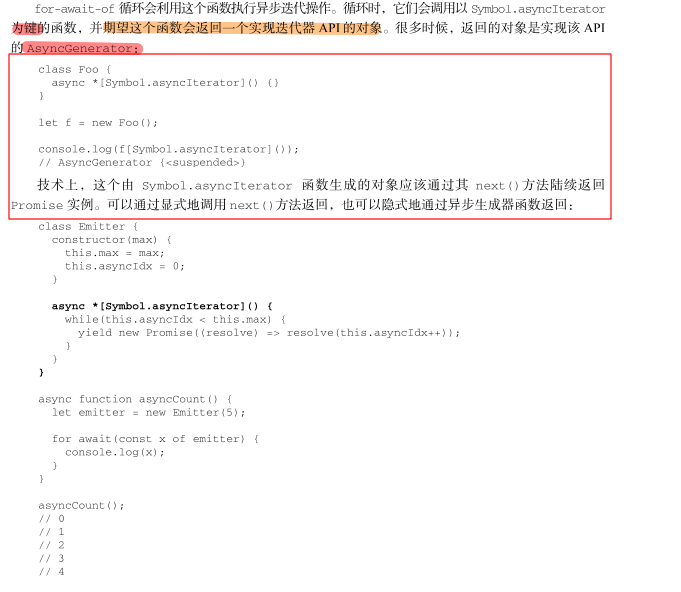 for-await-of 循环会利用这个函数执行异步迭代操作。循环时，它们会调用以 Symbol.asyncIterator
为键的函数，并期望这个函数会返回一个实现迭代器 API 的对象。很多时候，返回的对象是实现该 API
的 AsyncGenerator：
class Foo {
  async *[Symbol.asyncIterator]() {}
}
let f = new Foo();
console.log(f[Symbol.asyncIterator]());
// AsyncGenerator {<suspended>}
技术上，这个由 Symbol.asyncIterator 函数生成的对象应该通过其 next()方法陆续返回
Promise 实例。可以通过显式地调用 next()方法返回，也可以隐式地通过异步生成器函数返回：
class Emitter {
  constructor(max) {
    this.max = max;
    this.asyncIdx = 0;
  }
  async *[Symbol.asyncIterator]() {
    while(this.asyncIdx < this.max) {
      yield new Promise((resolve) => resolve(this.asyncIdx++));
    }
  }
}
async function asyncCount() {
  let emitter = new Emitter(5);
  for await(const x of emitter) {
    console.log(x);
  }
}
asyncCount();
// 0
// 1
// 2
// 3
// 4